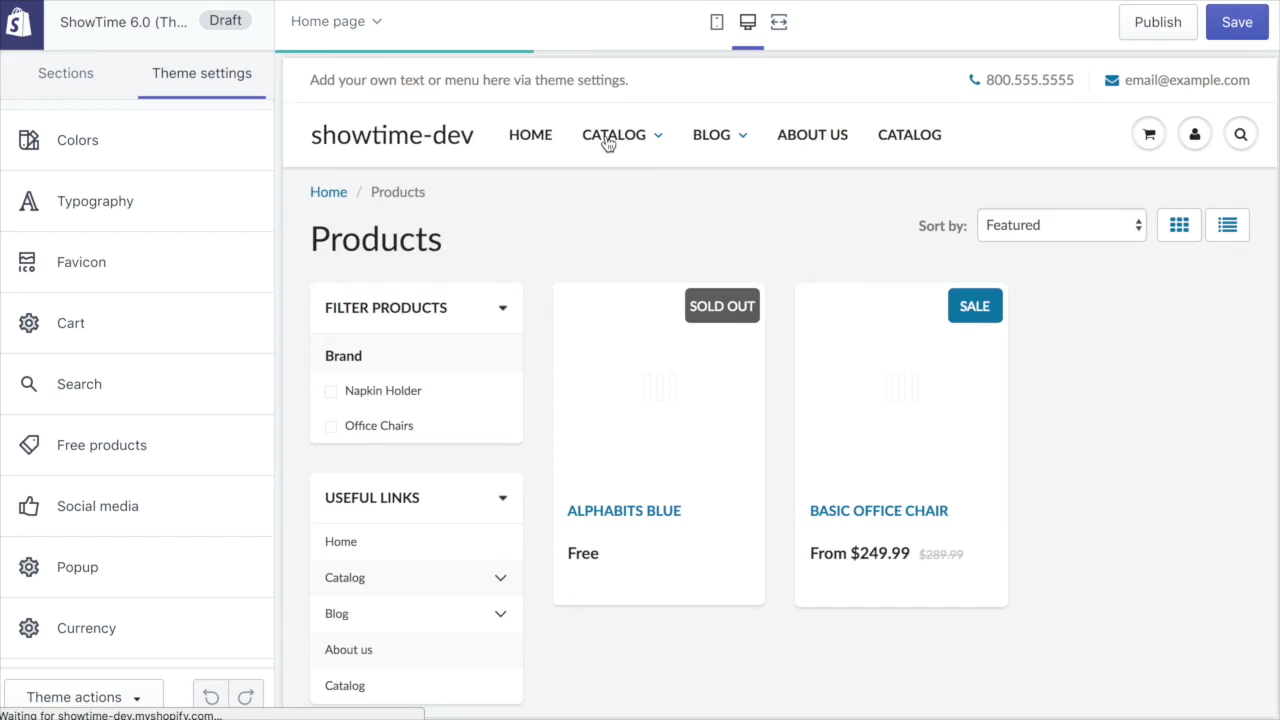 ShowTime 6.0 (Th... Draft
Home page
Publish Save
Sections Theme settings
Colors
Typography
Favicon
ICO
Cart
Search
Free products
Social media
Popup
Currency
Theme actions
Waiting for showtime-dev.myshopify.com...
Add your own text or menu here via theme settings.
800.555.5555 email@example.com
showtime-dev HOME CATALOG BLOG ABOUT US CATALOG
Home / Products
Products
Sort by: Featured
FILTER PRODUCTS
Brand
Napkin Holder
Office Chairs
USEFUL LINKS
Home
Catalog
Blog
About us
Catalog
SOLD OUT
ALPHABITS BLUE
Free
SALE
BASIC OFFICE CHAIR
From $249.99 $289.99